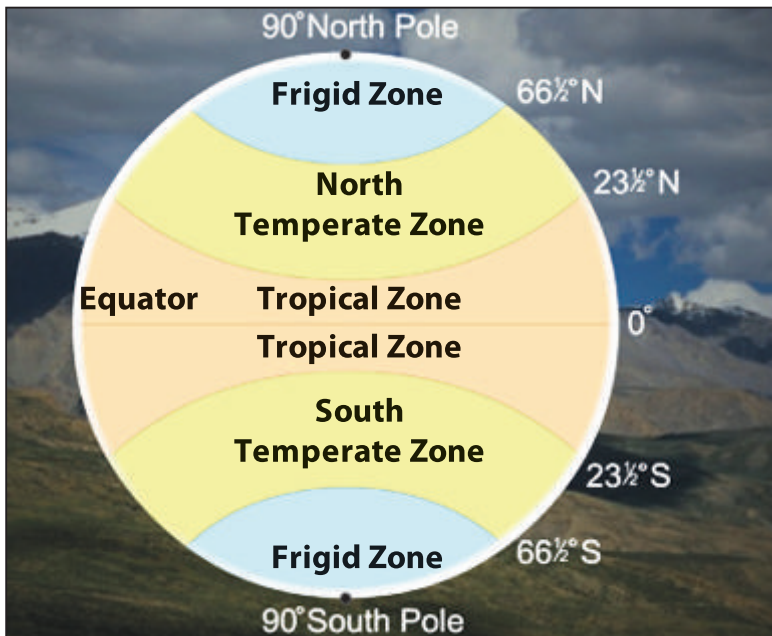 90°North Pole
Frigid Zone
66½°N
North
Temperate Zone
23½°N
Equator
Tropical Zone
0°
Tropical Zone
South
Temperate Zone
23½°S
Frigid Zone
66½°S
90°South Pole